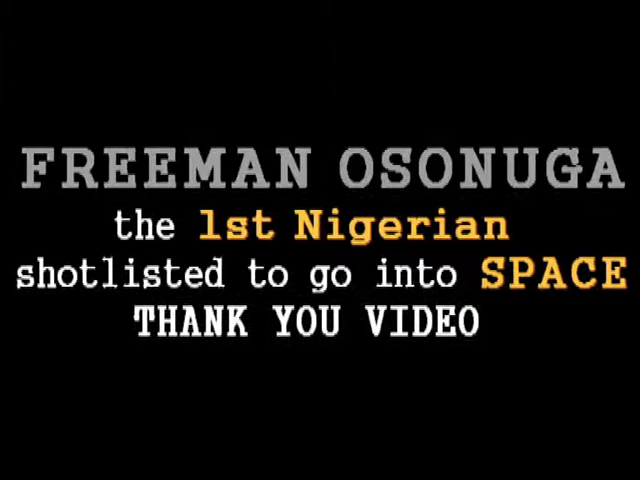 FREEMAN OSONUGA
the 1st Nigerian
shotlisted to go into SPACE
THANK YOU VIDEO